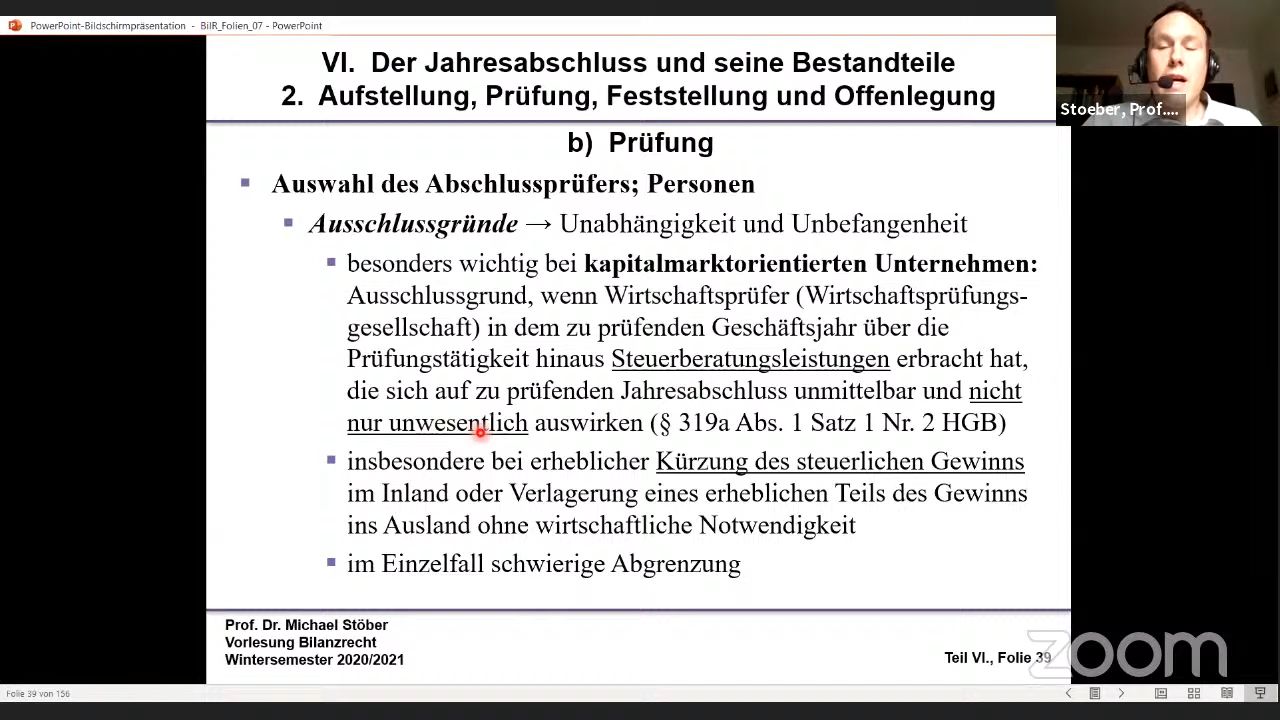 PowerPoint-Bildschirmpräsentation - BilR_Folien_07 - PowerPoint
VI. Der Jahresabschluss und seine Bestandteile
2. Aufstellung, Prüfung, Feststellung und Offenlegung
Stoeber, Prof....
b) Prüfung
Auswahl des Abschlussprüfers; Personen
Ausschlussgründe → Unabhängigkeit und Unbefangenheit
besonders wichtig bei kapitalmarktorientierten Unternehmen:
Ausschlussgrund, wenn Wirtschaftsprüfer (Wirtschaftsprüfungs-
gesellschaft) in dem zu prüfenden Geschäftsjahr über die
Prüfungstätigkeit hinaus Steuerberatungsleistungen erbracht hat,
die sich auf zu prüfenden Jahresabschluss unmittelbar und nicht
nur unwesentlich auswirken (§ 319a Abs. 1 Satz 1 Nr. 2 HGB)
insbesondere bei erheblicher Kürzung des steuerlichen Gewinns
im Inland oder Verlagerung eines erheblichen Teils des Gewinns
ins Ausland ohne wirtschaftliche Notwendigkeit
im Einzelfall schwierige Abgrenzung
Prof. Dr. Michael Stöber
Vorlesung Bilanzrecht
Wintersemester 2020/2021
Teil VI., Folie 39
zoom
Folie 39 von 156